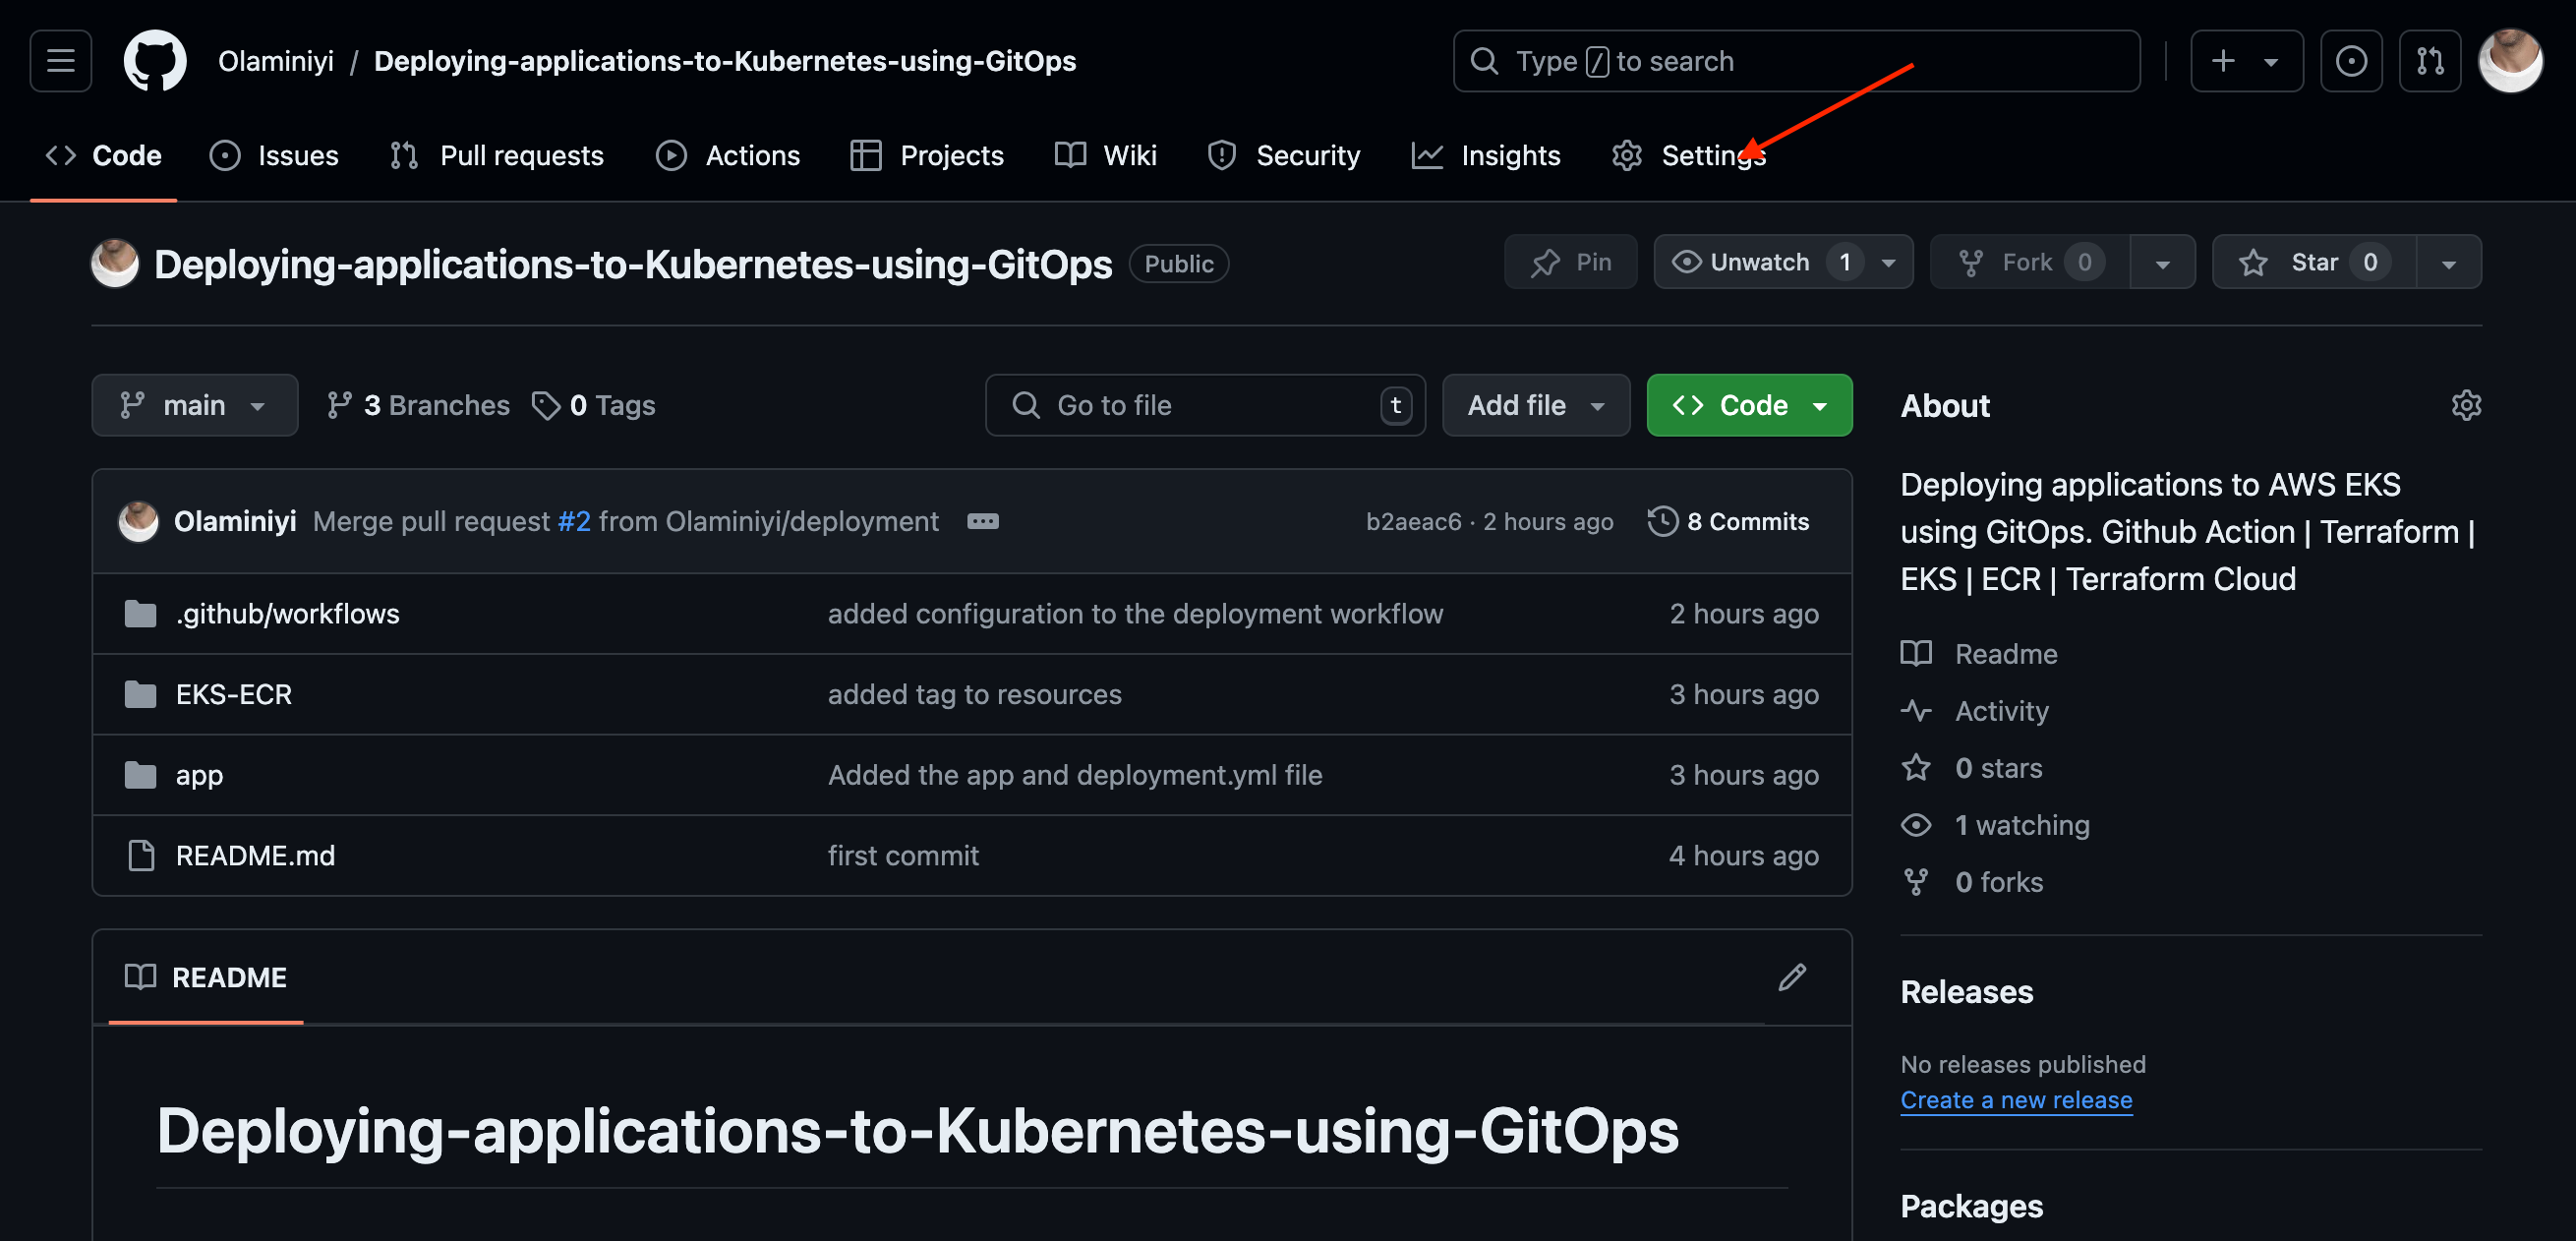 Olaminiyi / Deploying-applications-to-Kubernetes-using-GitOps
Type / to search
Code
Issues
Pull requests
Actions
Projects
Wiki
Security
Insights
Settings
Deploying-applications-to-Kubernetes-using-GitOps Public
Pin
Unwatch 1
Fork 0
Star 0
main
3 Branches
0 Tags
Go to file t
Add file
Code
Olaminiyi Merge pull request #2 from Olaminiyi/deployment
b2aeac6 · 2 hours ago
8 Commits
.github/workflows added configuration to the deployment workflow 2 hours ago
EKS-ECR added tag to resources 3 hours ago
app Added the app and deployment.yml file 3 hours ago
README.md first commit 4 hours ago
README
Deploying-applications-to-Kubernetes-using-GitOps
About
Deploying applications to AWS EKS
using GitOps. Github Action | Terraform |
EKS | ECR | Terraform Cloud
Readme
Activity
0 stars
1 watching
0 forks
Releases
No releases published
Create a new release
Packages